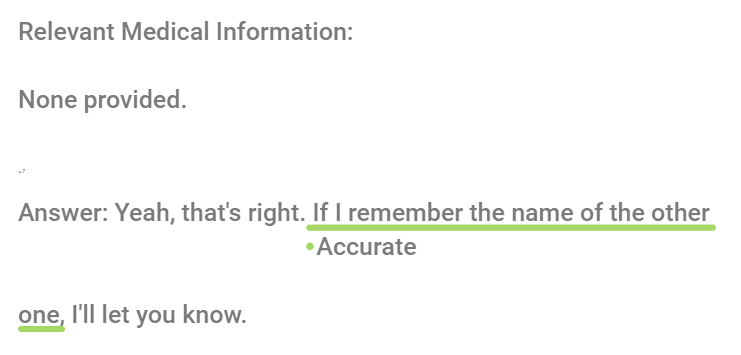 Relevant Medical Information:
None provided.
Answer: Yeah, that's right. If I remember the name of the other
•Accurate
one, I'll let you know.